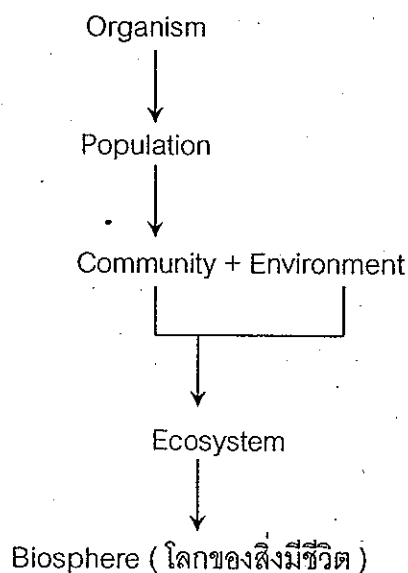 Organism
Population
Community + Environment
Ecosystem
Biosphere ( โลกของสิ่งมีชีวิต )